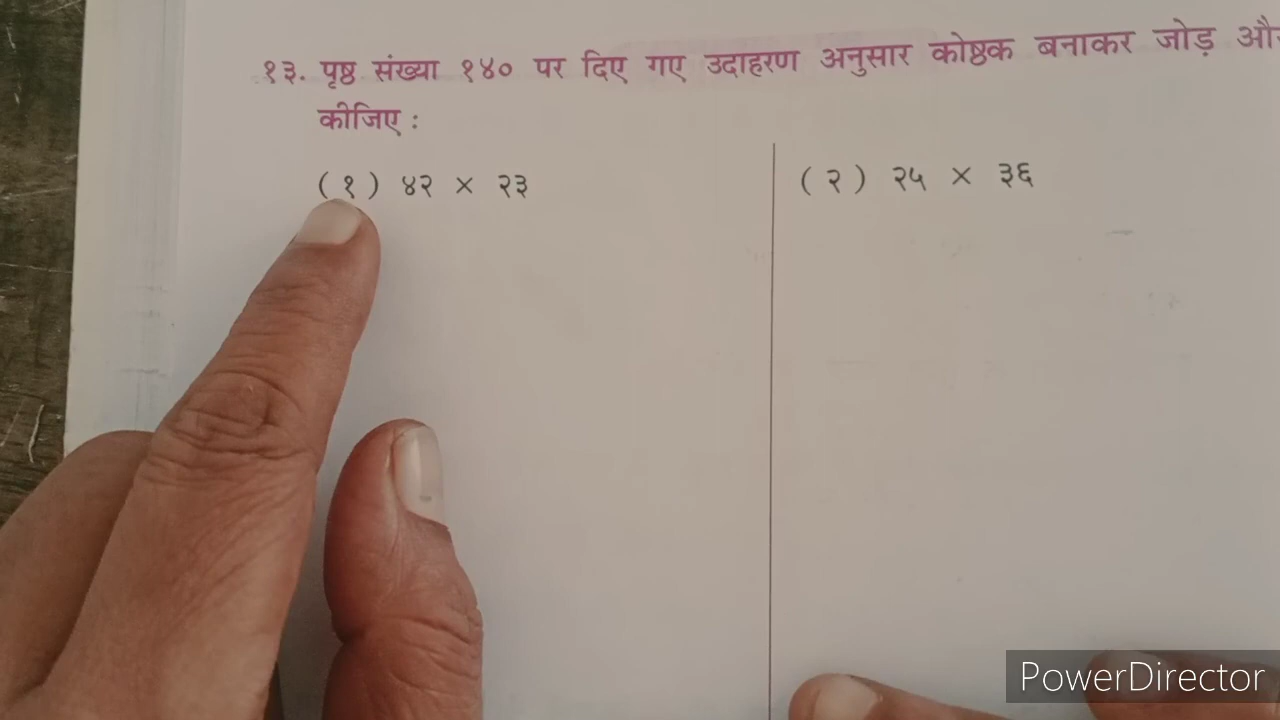 १३. पृष्ठ संख्या १४० पर दिए गए उदाहरण अनुसार कोष्ठक बनाकर जोड़
कीजिए :
(१) ४२ × २३
(२) २५ × ३६
PowerDirector